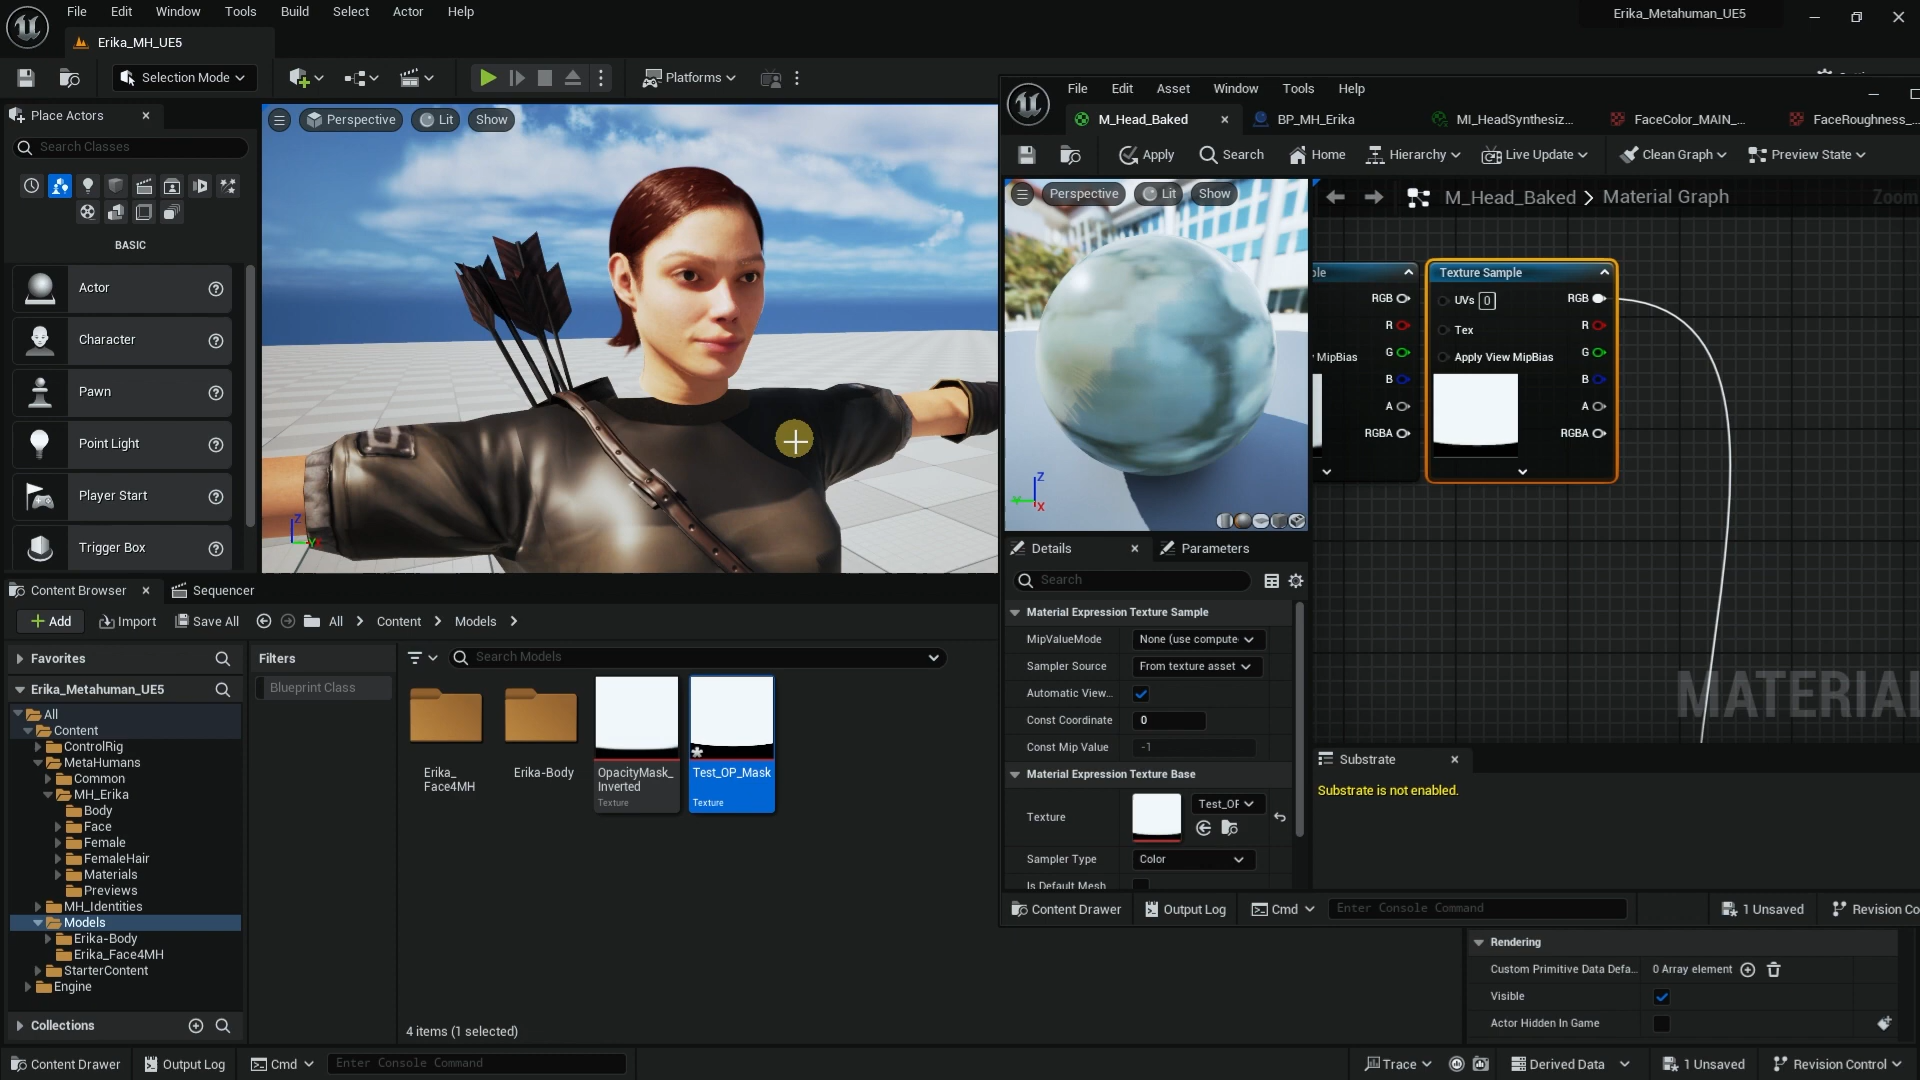 File Edit Window Tools Build Select Actor Help
Erika_Metahuman_UE5
Erika_MH_UE5
Selection Mode
Platforms
Place Actors
Search Classes
BASIC
Actor
Character
Pawn
Point Light
Player Start
Trigger Box
Perspective Lit Show
File Edit Asset Window Tools Help
M_Head_Baked
BP_MH_Erika
MI_HeadSynthesiz...
FaceColor_MAIN_...
FaceRoughness_...
Apply Search Home Hierarchy Live Update Clean Graph Preview State
Perspective Lit Show
M_Head_Baked > Material Graph
Zoom
Texture Sample
RGB
R
MipBias
G
B
A
RGBA
UVs 0
RGB
Tex
R
Apply View MipBias
G
B
A
RGBA
MATERIAL
Details
Parameters
Search
Material Expression Texture Sample
MipValueMode None (use compute
Sampler Source From texture asset
Automatic View...
Const Coordinate 0
Const Mip Value -1
Material Expression Texture Base
Texture
Sampler Type Color
Is Default Mesh
Substrate
Substrate is not enabled.
Content Drawer Output Log Cmd Enter Console Command 1 Unsaved Revision Co
Content Browser
Sequencer
Add Import Save All All > Content > Models >
Favorites
Erika_Metahuman_UE5
All
Content
ControlRig
MetaHumans
Common
MH_Erika
Body
Face
Female
FemaleHair
Materials
Previews
MH_Identities
Models
Erika-Body
Erika_Face4MH
StarterContent
Engine
Collections
Filters
Blueprint Class
Search Models
Erika_
Face4MH
Erika-Body
OpacityMask_
Inverted
Texture
Test_OP_Mask
Texture
4 items (1 selected)
Rendering
Custom Primitive Data Defa... 0 Array element
Visible
Actor Hidden In Game
Content Drawer Output Log Cmd Enter Console Command
Trace Derived Data 1 Unsaved Revision Control